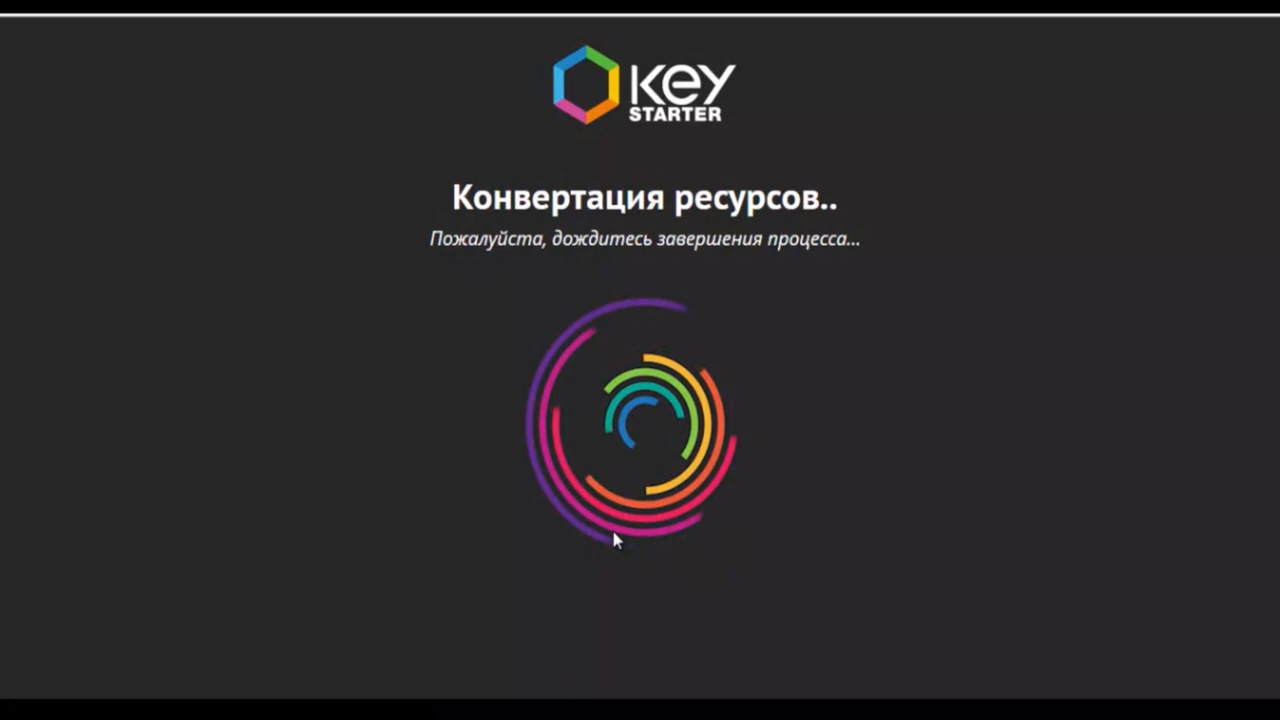 KEY
STARTER
Конвертация ресурсов..
Пожалуйста, дождитесь завершения процесса...